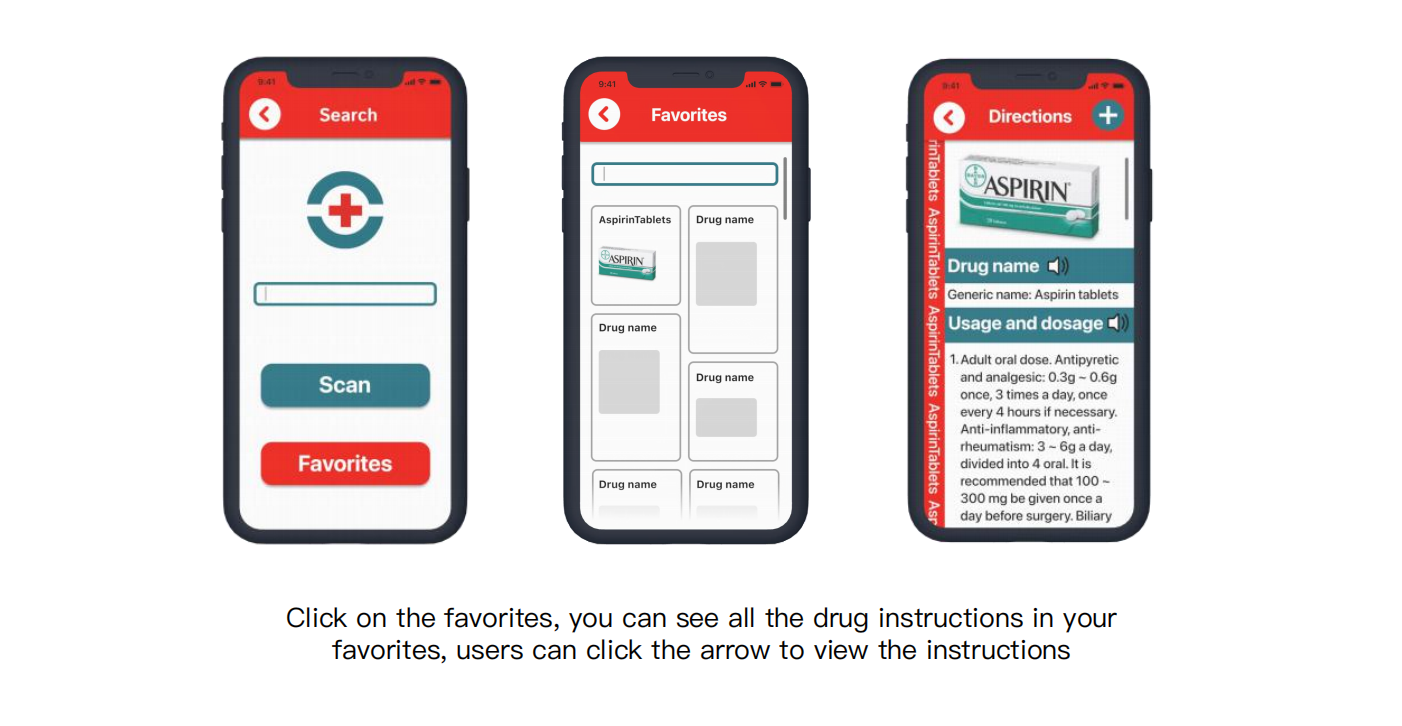 9:41
Search
Scan
Favorites
9:41
Favorites
AspirinTablets
ASPIRIN
Drug name
Drug name
Drug name
Drug name
Drug name
9:41
Directions
rinTablets AspirinTablets AspirinTablets AspirinTablets Asp
ASPIRIN
Drug name
Generic name: Aspirin tablets
Usage and dosage
1. Adult oral dose. Antipyretic
and analgesic: 0.3g ~ 0.6g
once, 3 times a day, once
every 4 hours if necessary.
Anti-inflammatory, anti-
rheumatism: 3 ~ 6g a day,
divided into 4 oral. It is
recommended that 100 ~
300 mg be given once a
day before surgery. Biliary
Click on the favorites, you can see all the drug instructions in your
favorites, users can click the arrow to view the instructions